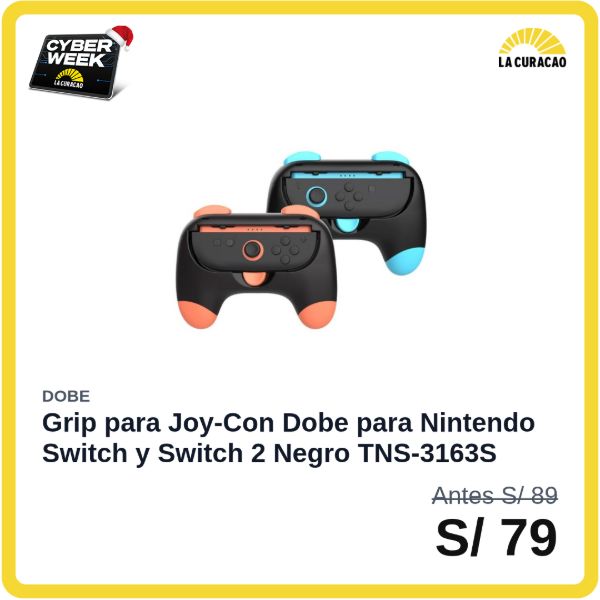 CYBER
WEEK
LA CURACAO
LA CURACAO
DOBE
Grip para Joy-Con Dobe para Nintendo
Switch y Switch 2 Negro TNS-3163S
Antes S/ 89
S/ 79